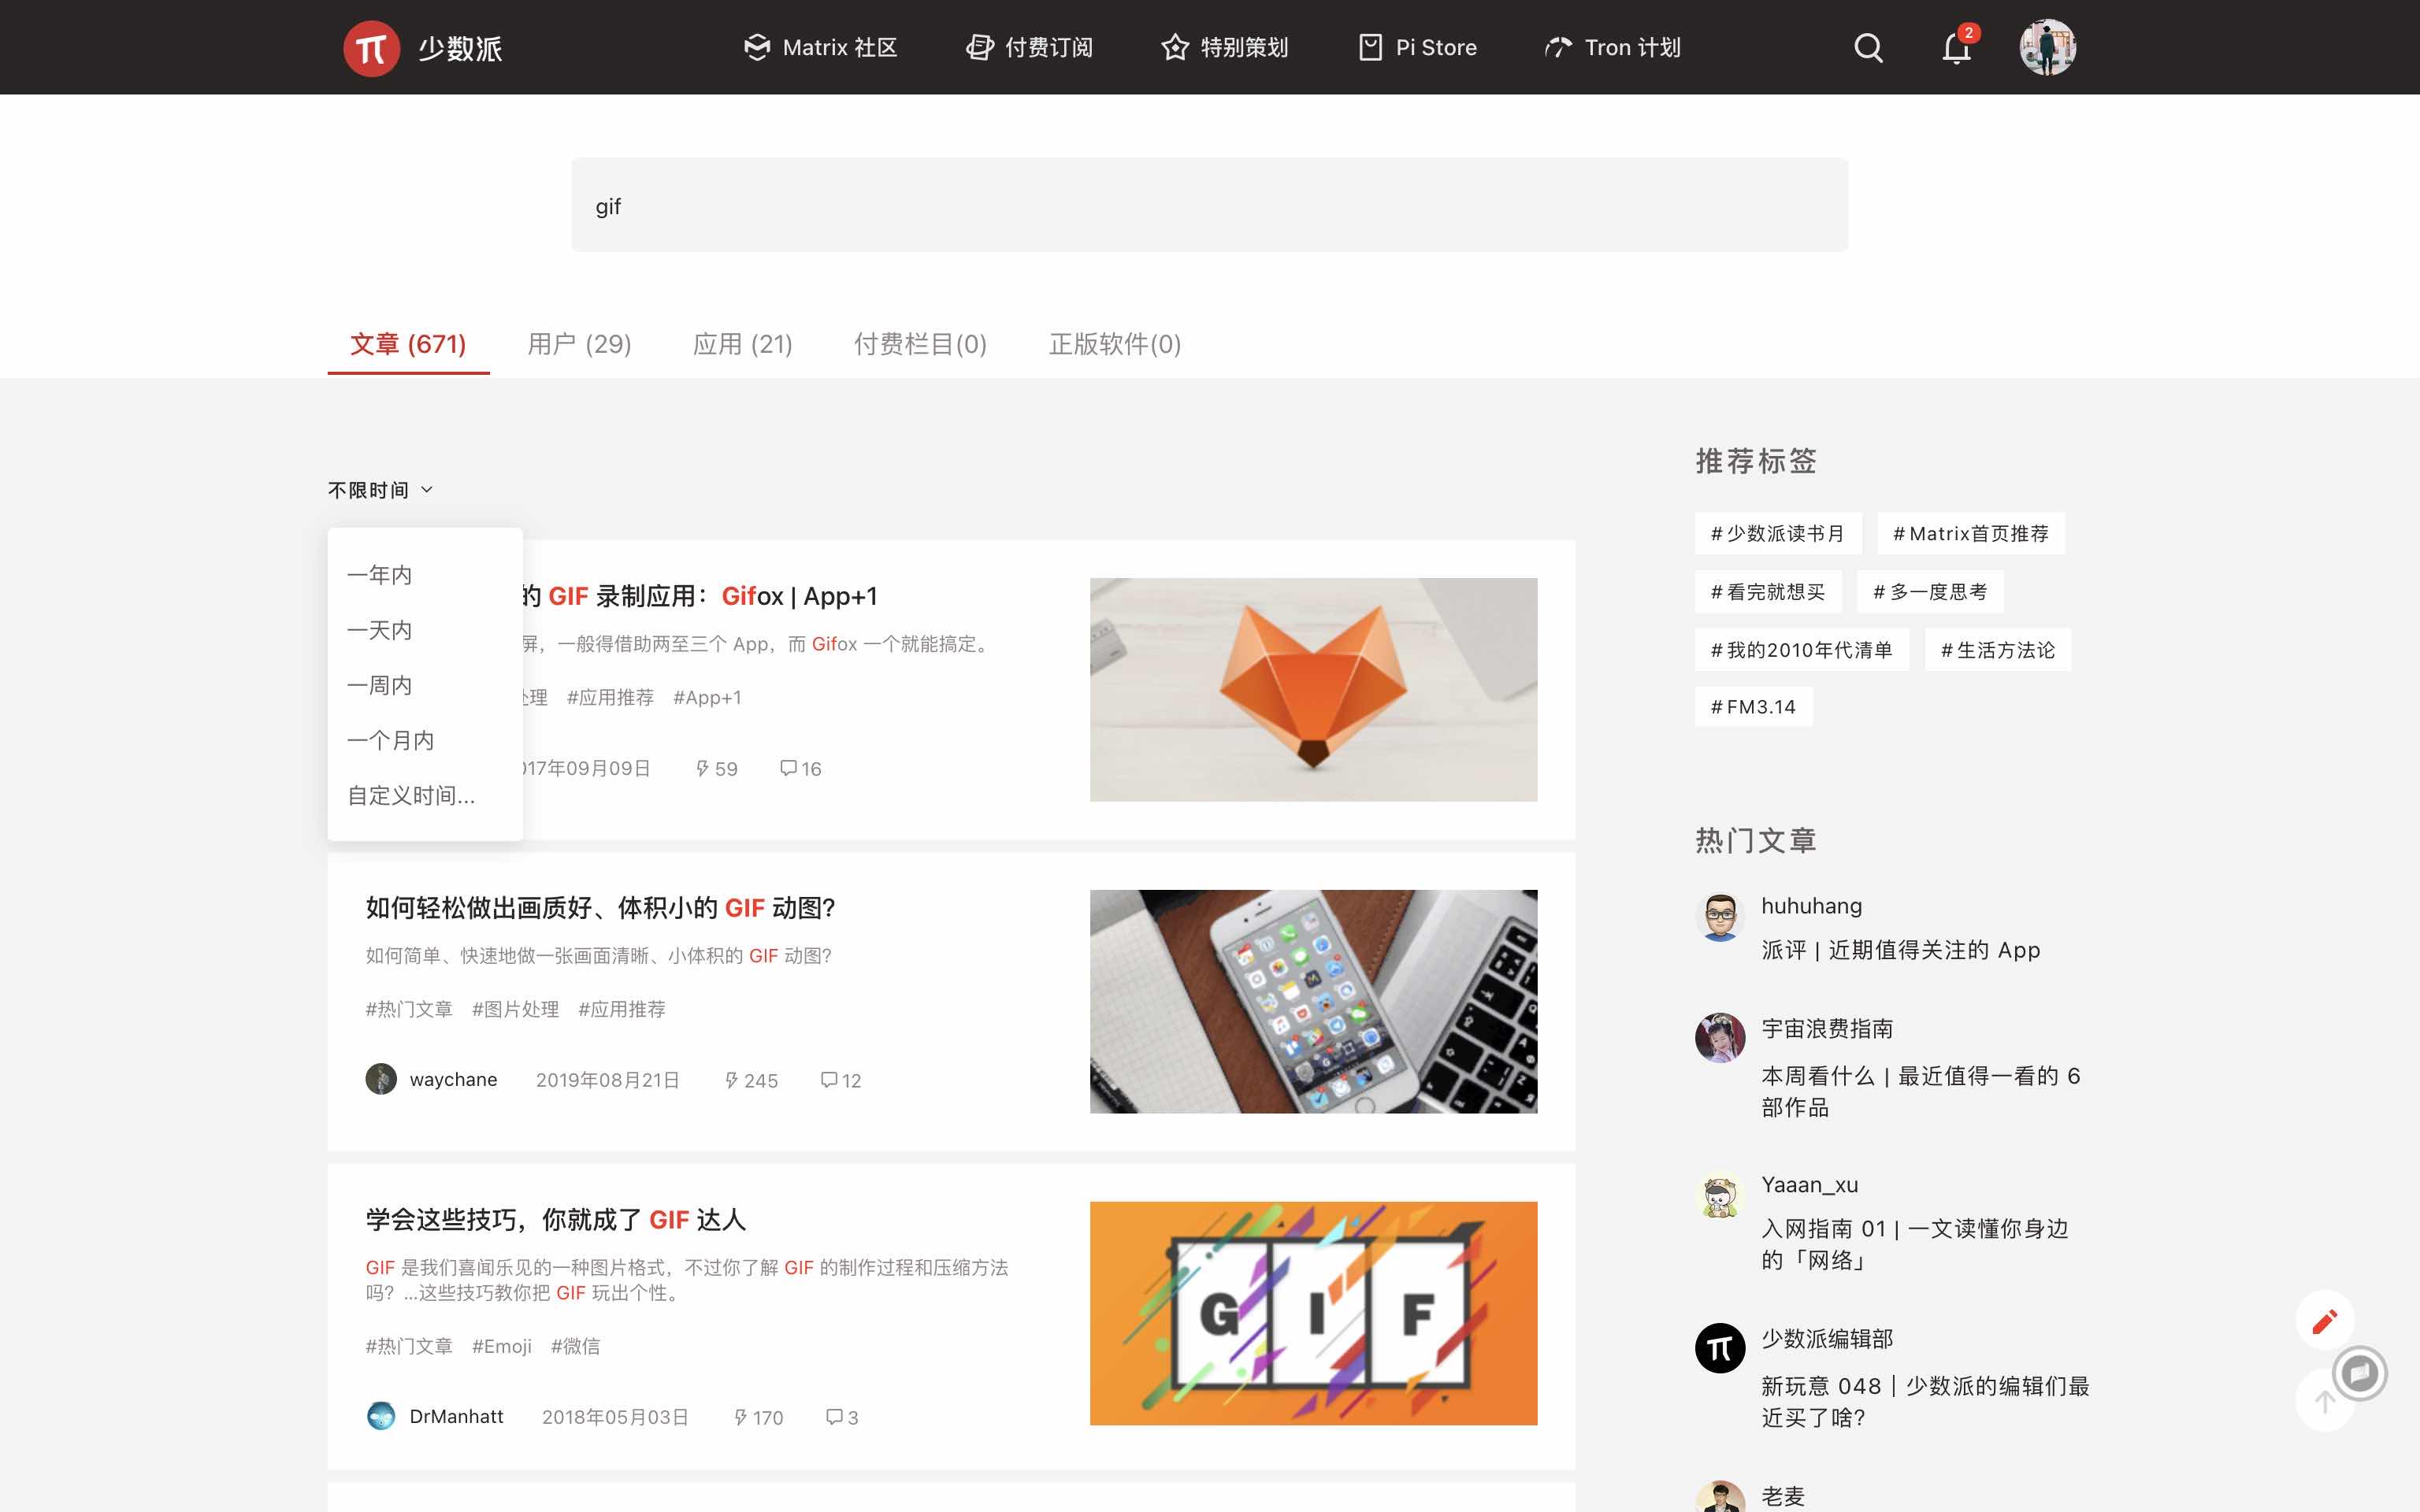 少数派
Matrix 社区
付费订阅
特别策划
Pi Store
Tron 计划
2
gif
文章 (671)
用户 (29)
应用 (21)
付费栏目(0)
正版软件(0)
不限时间
一年内
一天内
一周内
一个月内
自定义时间...
的 GIF 录制应用：Gifox | App+1
屏，一般得借助两至三个 App，而 Gifox 一个就能搞定。
处理 #应用推荐 #App+1
017年09月09日 59 16
如何轻松做出画质好、体积小的 GIF 动图？
如何简单、快速地做一张画面清晰、小体积的 GIF 动图？
#热门文章 #图片处理 #应用推荐
waychane 2019年08月21日 245 12
学会这些技巧，你就成了 GIF 达人
GIF 是我们喜闻乐见的一种图片格式，不过你了解 GIF 的制作过程和压缩方法
吗？...这些技巧教你把 GIF 玩出个性。
#热门文章 #Emoji #微信
DrManhatt 2018年05月03日 170 3
G I F
推荐标签
#少数派读书月 #Matrix首页推荐
#看完就想买 #多一度思考
#我的2010年代清单 #生活方法论
#FM3.14
热门文章
huhuhang
派评 | 近期值得关注的 App
宇宙浪费指南
本周看什么 | 最近值得一看的 6
部作品
Yaaan_xu
入网指南 01 | 一文读懂你身边
的「网络」
少数派编辑部
新玩意 048｜少数派的编辑们最
近买了啥？
老麦